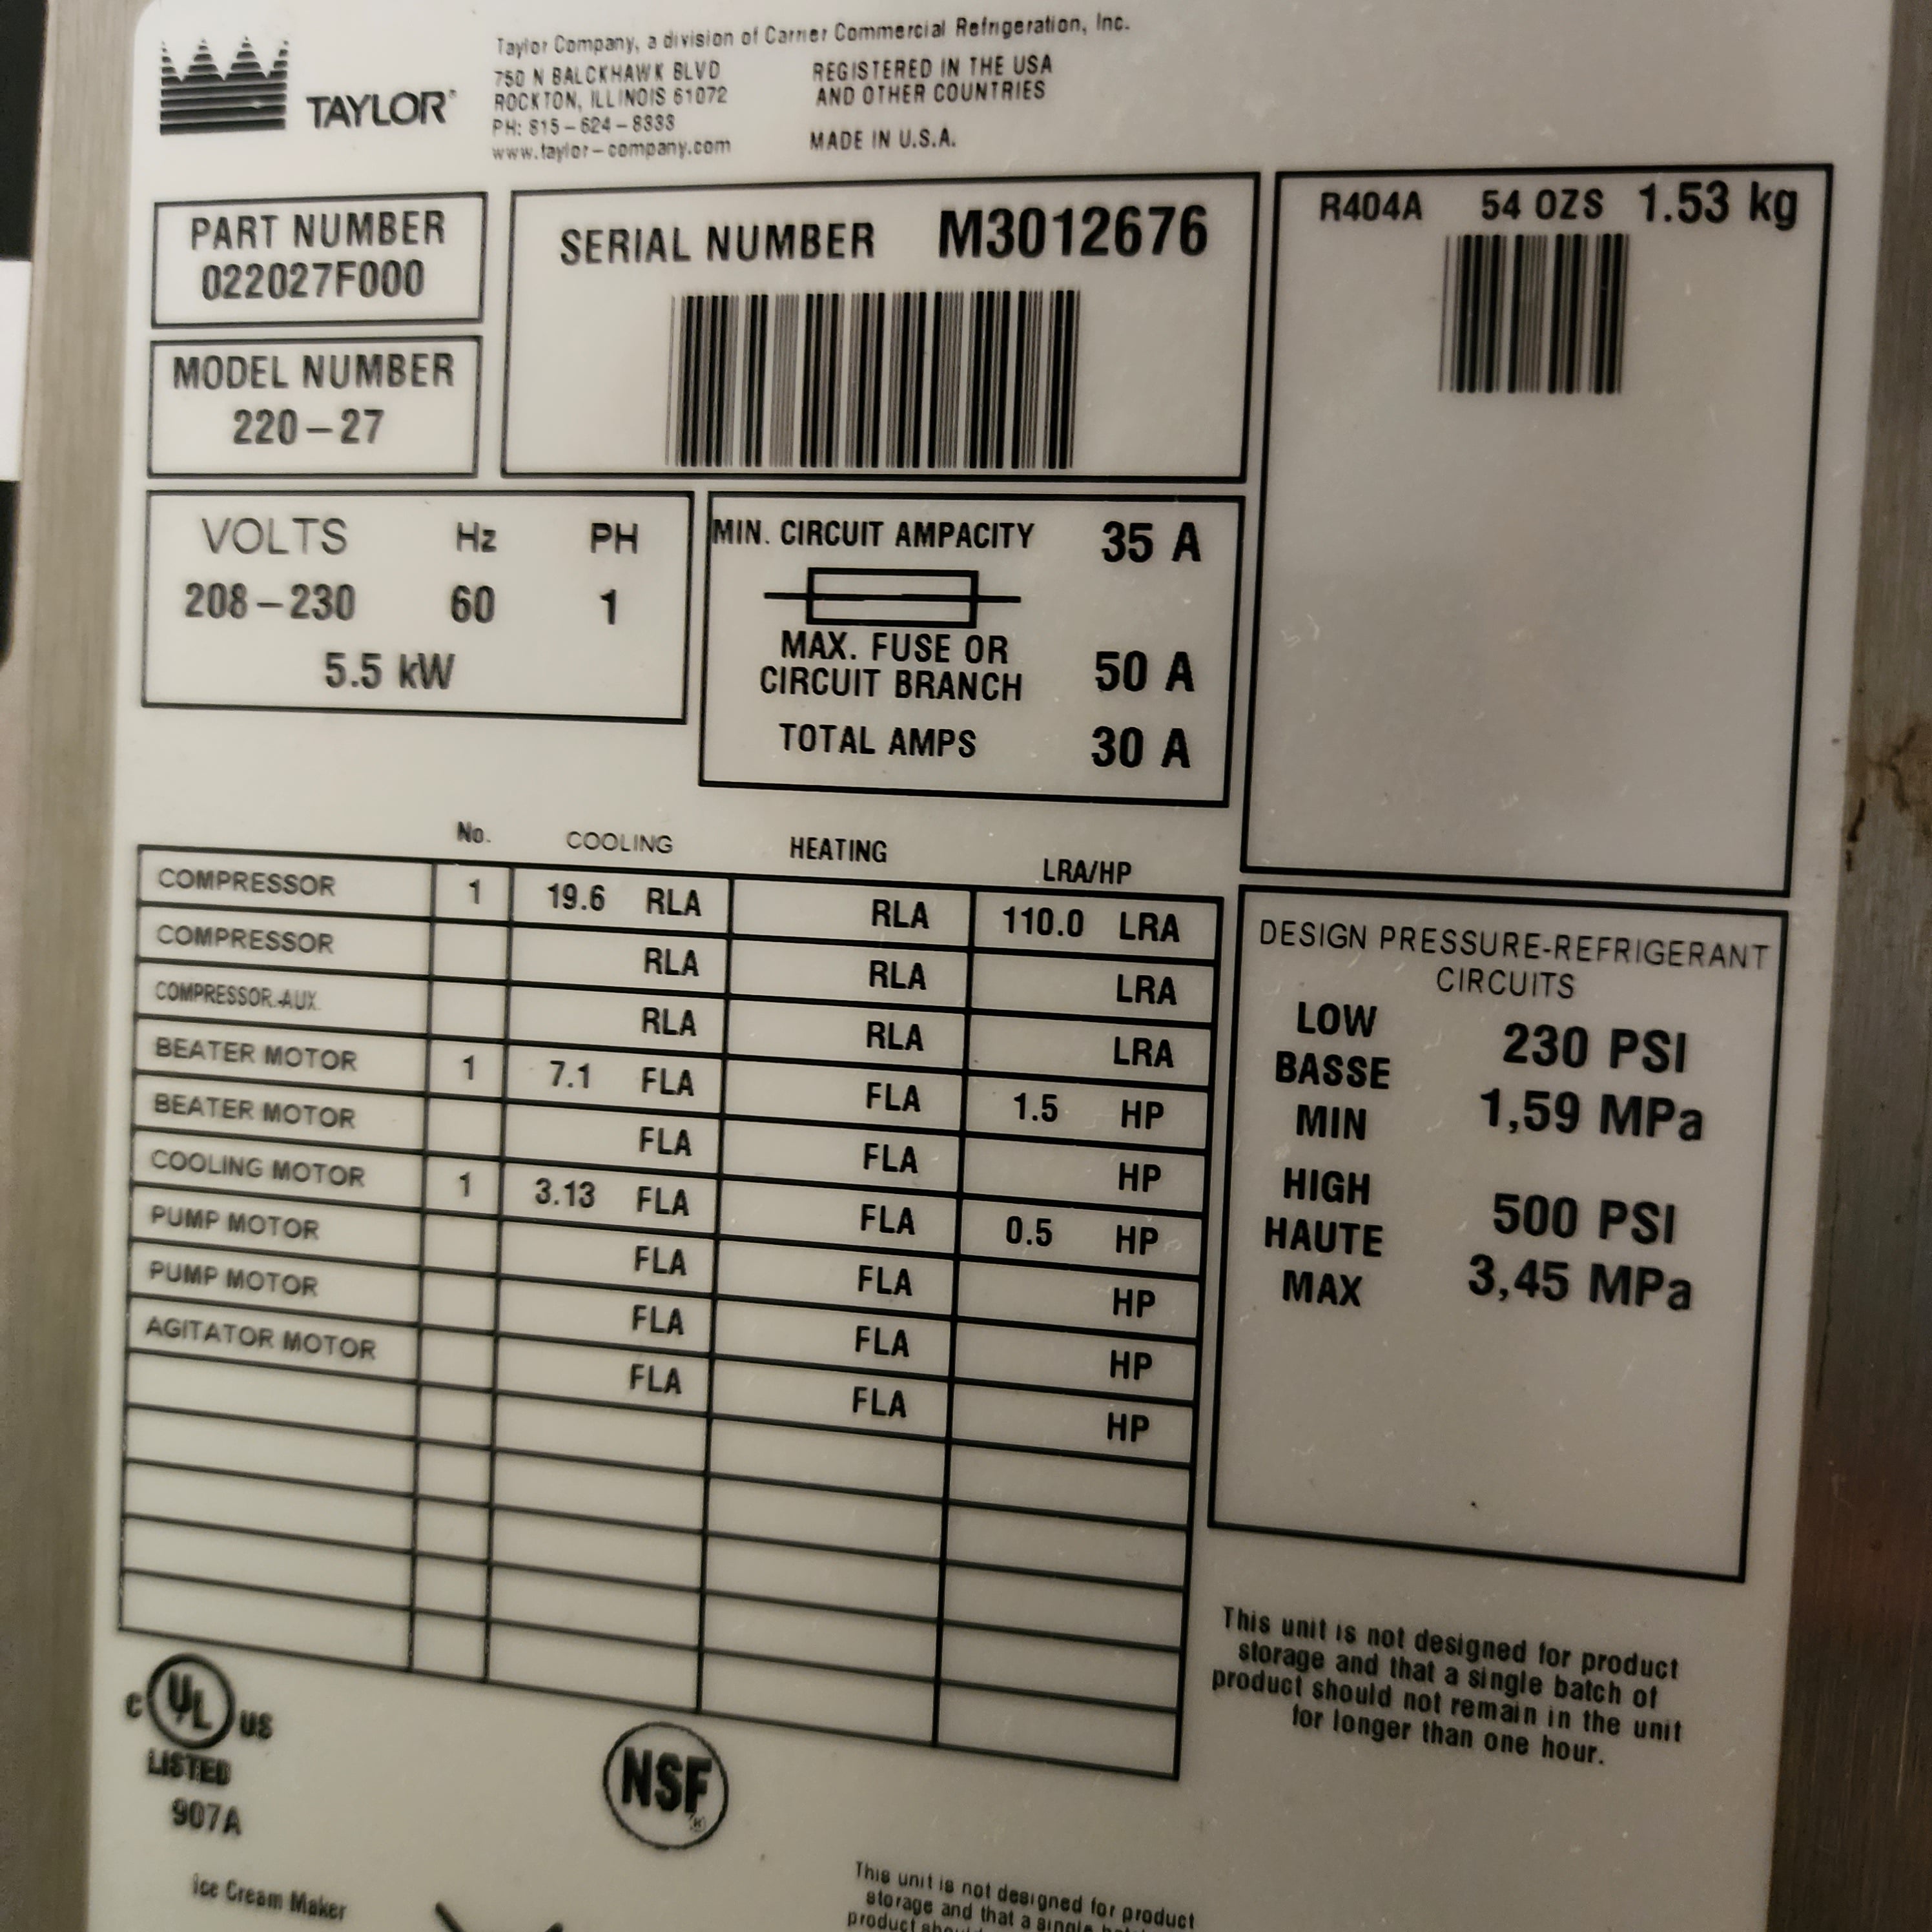 TAYLOR®
Taylor Company, a division of Carrier Commercial Refrigeration, Inc.
750 N BALCKHAWK BLVD
ROCKTON, ILLINOIS 61072
PH: 815-624-8333
www.taylor-company.com
REGISTERED IN THE USA
AND OTHER COUNTRIES
MADE IN U.S.A.
PART NUMBER
022027F000
SERIAL NUMBER M3012676
R404A 54 OZS 1.53 kg
MODEL NUMBER
220-27
VOLTS Hz PH
208-230 60 1
5.5 kW
MIN. CIRCUIT AMPACITY 35 A
MAX. FUSE OR
CIRCUIT BRANCH 50 A
TOTAL AMPS 30 A
No. COOLING HEATING LRA/HP
COMPRESSOR 1 19.6 RLA RLA 110.0 LRA
COMPRESSOR RLA RLA LRA
COMPRESSOR-AUX. RLA RLA LRA
BEATER MOTOR 1 7.1 FLA FLA 1.5 HP
BEATER MOTOR FLA FLA HP
COOLING MOTOR 1 3.13 FLA FLA 0.5 HP
PUMP MOTOR FLA FLA HP
PUMP MOTOR FLA FLA HP
AGITATOR MOTOR FLA FLA HP
DESIGN PRESSURE-REFRIGERANT
CIRCUITS
LOW
BASSE
MIN
230 PSI
1,59 MPa
HIGH
HAUTE
MAX
500 PSI
3,45 MPa
This unit is not designed for product
storage and that a single batch of
product should not remain in the unit
for longer than one hour.
C UL US
LISTED
907A
NSF®
Ice Cream Maker
This unit is not designed for product
storage and that a single
product